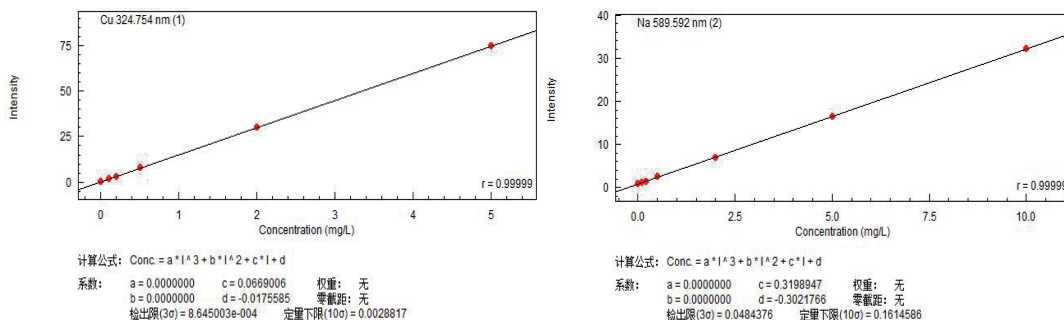 Cu 324.754 nm (1)
75
50
25
0
Intensity
r = 0.99999
0 1 2 3 4 5
Concentration (mg/L)
计算公式: Conc. = a * I ^ 3 + b * I ^ 2 + c * I + d
系数: a = 0.0000000 c = 0.0669006 权重: 无
b = 0.0000000 d = -0.0175585 零截距: 无
检出限(3σ) = 8.645003e-004 定量下限(10σ) = 0.0028817
Na 589.592 nm (2)
40
30
20
10
0
Intensity
r = 0.99999
0.0 2.5 5.0 7.5 10.0
Concentration (mg/L)
计算公式: Conc. = a * I ^ 3 + b * I ^ 2 + c * I + d
系数: a = 0.0000000 c = 0.3198947 权重: 无
b = 0.0000000 d = -0.3021766 零截距: 无
检出限(3σ) = 0.0484376 定量下限(10σ) = 0.1614586